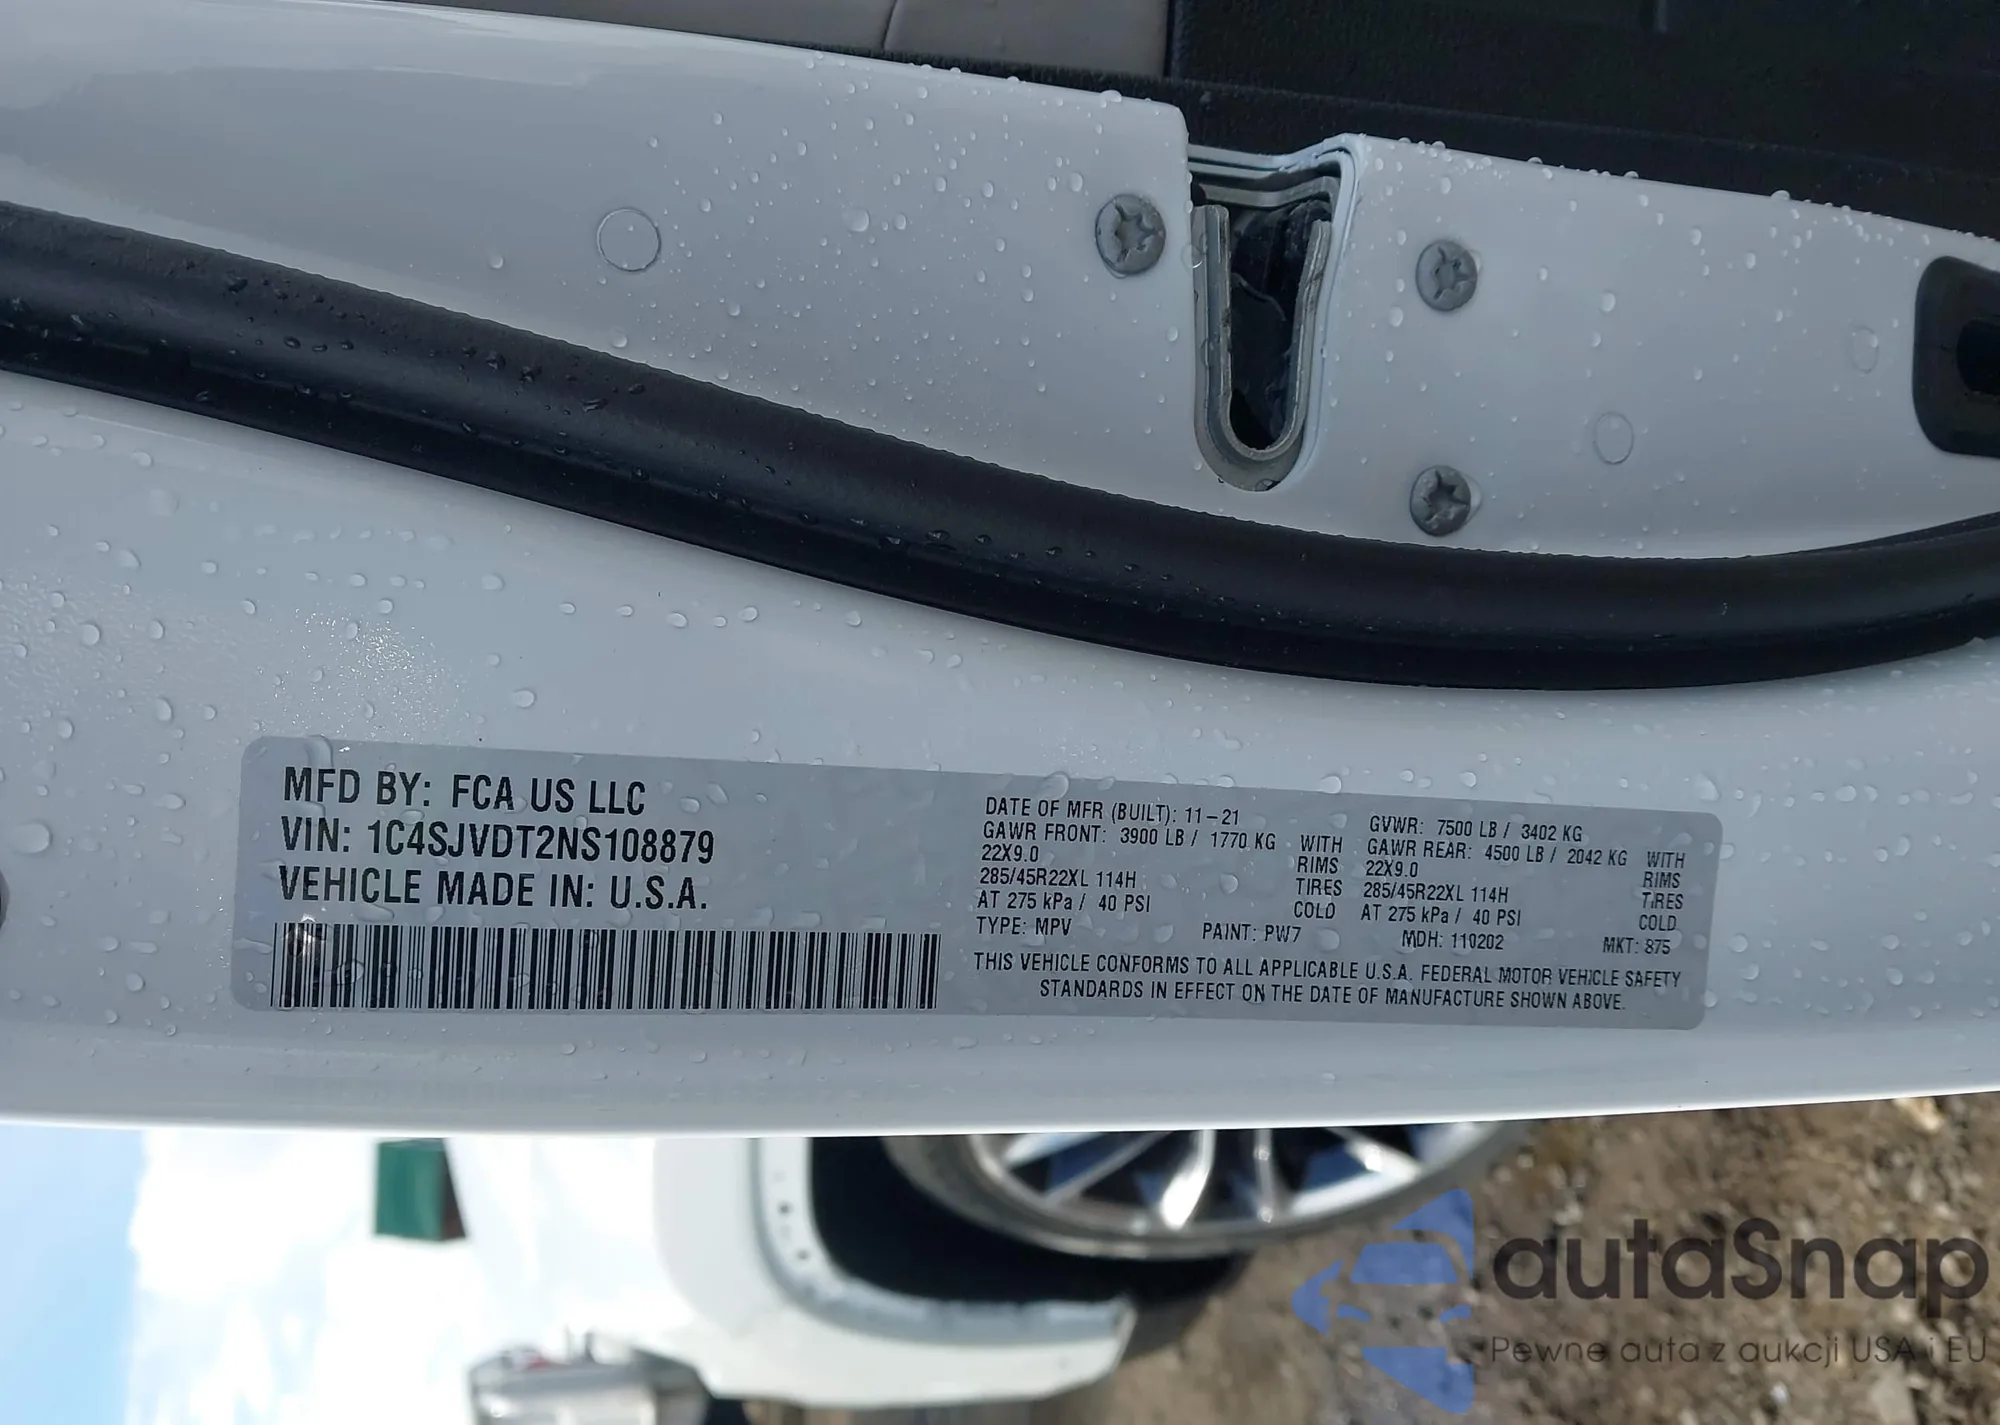 MFD BY: FCA US LLC
VIN: 1C4SJVDT2NS108879
VEHICLE MADE IN: U.S.A.
DATE OF MFR (BUILT): 11-21
GAWR FRONT: 3900 LB / 1770 KG WITH
22X9.0 RIMS
285/45R22XL 114H TIRES
AT 275 kPa / 40 PSI COLD
TYPE: MPV PAINT: PW7
GVWR: 7500 LB / 3402 KG
GAWR REAR: 4500 LB / 2042 KG WITH
22X9.0 RIMS
285/45R22XL 114H TIRES
AT 275 kPa / 40 PSI COLD
MDH: 110202 MKT: 875
THIS VEHICLE CONFORMS TO ALL APPLICABLE U.S.A. FEDERAL MOTOR VEHICLE SAFETY
STANDARDS IN EFFECT ON THE DATE OF MANUFACTURE SHOWN ABOVE.
autaSnap
Pewne auta z aukcji USA i EU